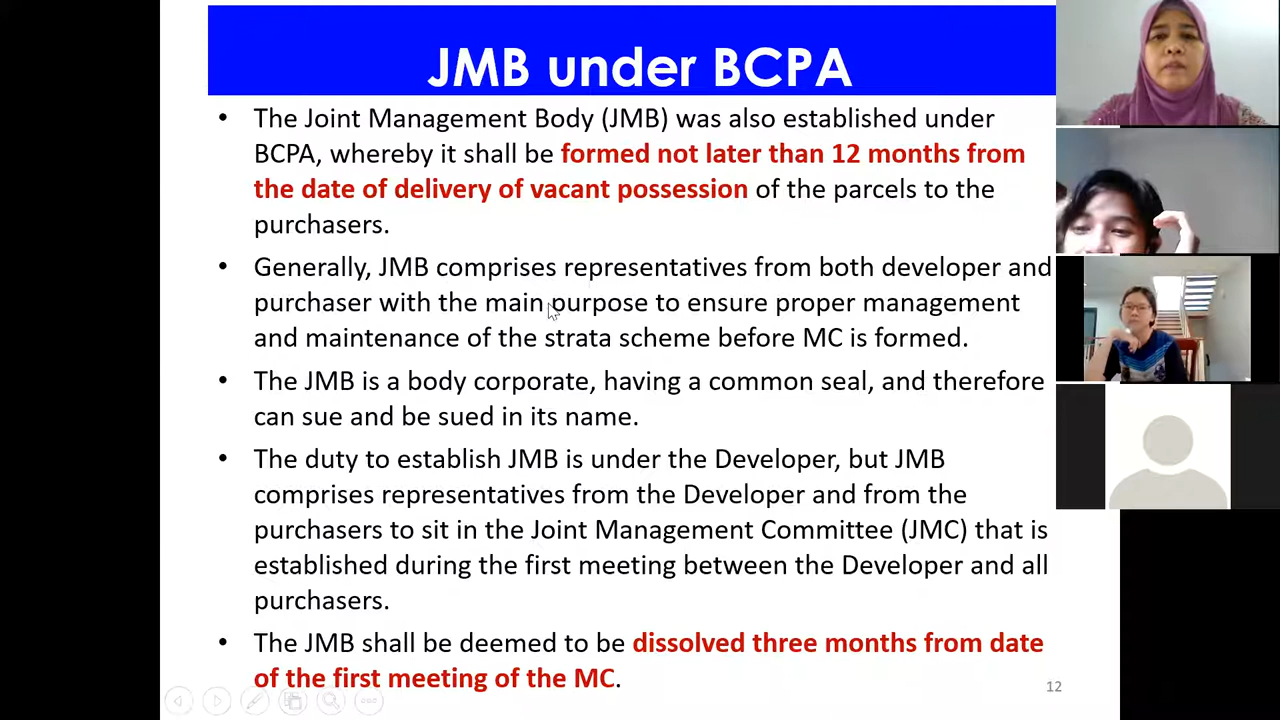 JMB under BCPA
• The Joint Management Body (JMB) was also established under
BCPA, whereby it shall be formed not later than 12 months from
the date of delivery of vacant possession of the parcels to the
purchasers.
• Generally, JMB comprises representatives from both developer and
purchaser with the main purpose to ensure proper management
and maintenance of the strata scheme before MC is formed.
• The JMB is a body corporate, having a common seal, and therefore
can sue and be sued in its name.
• The duty to establish JMB is under the Developer, but JMB
comprises representatives from the Developer and from the
purchasers to sit in the Joint Management Committee (JMC) that is
established during the first meeting between the Developer and all
purchasers.
• The JMB shall be deemed to be dissolved three months from date
of the first meeting of the MC.
12